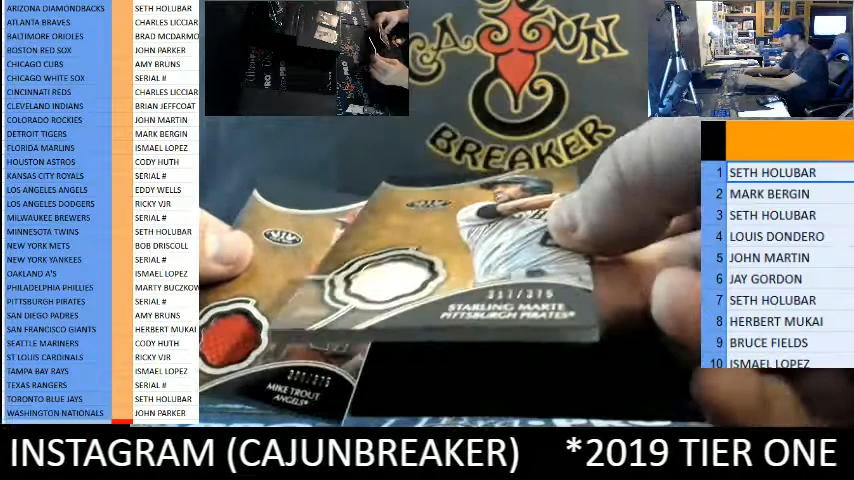 ARIZONA DIAMONDBACKS SETH HOLUBAR
ATLANTA BRAVES CHARLES LICCIAR
BALTIMORE ORIOLES BRAD MCDARMO
BOSTON RED SOX JOHN PARKER
CHICAGO CUBS AMY BRUNS
CHICAGO WHITE SOX SERIAL #
CINCINNATI REDS CHARLES LICCIAR
CLEVELAND INDIANS BRIAN JEFFCOAT
COLORADO ROCKIES JOHN MARTIN
DETROIT TIGERS MARK BERGIN
FLORIDA MARLINS ISMAEL LOPEZ
HOUSTON ASTROS CODY HUTH
KANSAS CITY ROYALS SERIAL #
LOS ANGELES ANGELS EDDY WELLS
LOS ANGELES DODGERS RICKY VJR
MILWAUKEE BREWERS SERIAL #
MINNESOTA TWINS SETH HOLUBAR
NEW YORK METS BOB DRISCOLL
NEW YORK YANKEES SERIAL #
OAKLAND A'S ISMAEL LOPEZ
PHILADELPHIA PHILLIES MARTY BUCZKOW
PITTSBURGH PIRATES SERIAL #
SAN DIEGO PADRES AMY BRUNS
SAN FRANCISCO GIANTS HERBERT MUKAI
SEATTLE MARINERS CODY HUTH
ST LOUIS CARDINALS RICKY VJR
TAMPA BAY RAYS ISMAEL LOPEZ
TEXAS RANGERS SERIAL #
TORONTO BLUE JAYS SETH HOLUBAR
WASHINGTON NATIONALS JOHN PARKER
CAJUN
BREAKER
STARLING MARTE
PITTSBURGH PIRATES
MIKE TROUT
ANGELS
1 SETH HOLUBAR
2 MARK BERGIN
3 SETH HOLUBAR
4 LOUIS DONDERO
5 JOHN MARTIN
6 JAY GORDON
7 SETH HOLUBAR
8 HERBERT MUKAI
9 BRUCE FIELDS
10 ISMAEL LOPEZ
INSTAGRAM (CAJUNBREAKER) *2019 TIER ONE